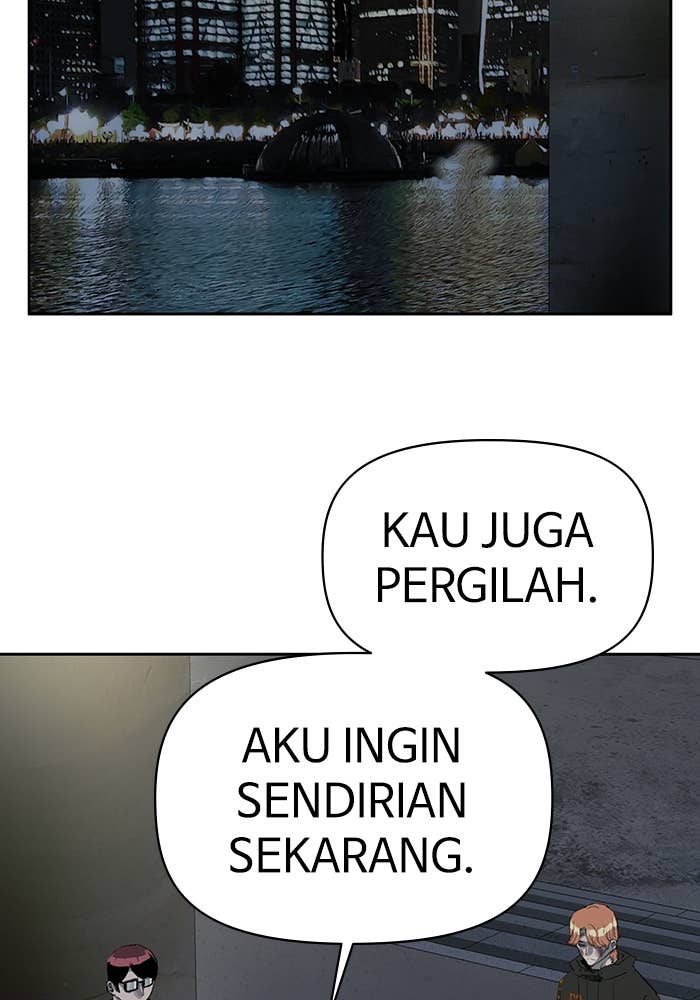 KAU JUGA
PERGILAH.
AKU INGIN
SENDIRIAN
SEKARANG.